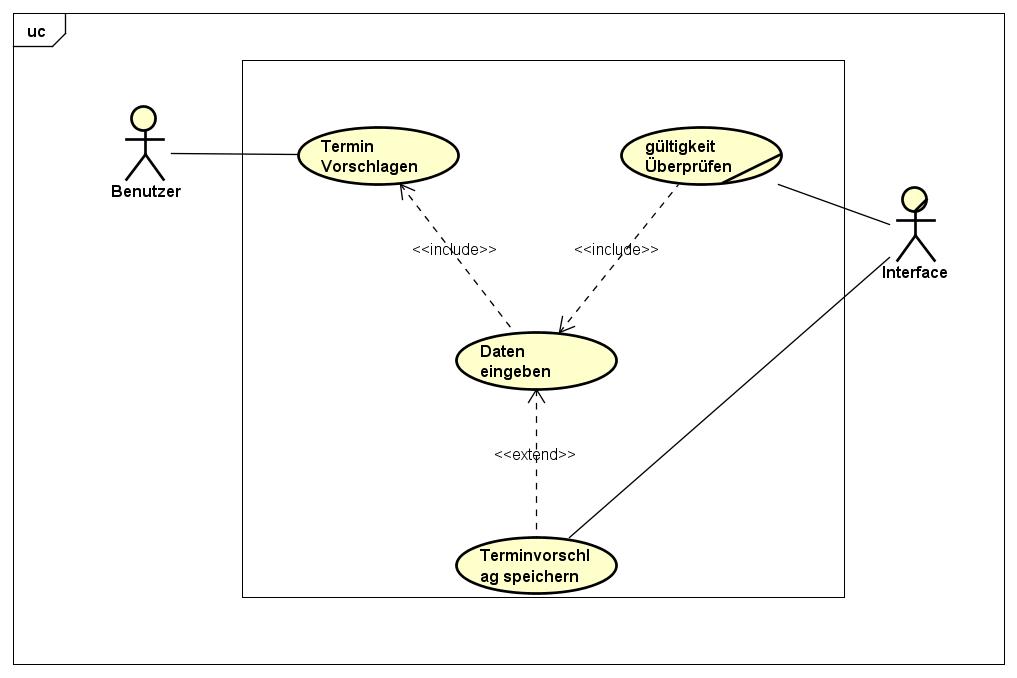 uc
Termin
Vorschlagen
gültigkeit
Überprüfen
Benutzer
Interface
<<include>>
<<include>>
Daten
eingeben
<<extend>>
Terminvorschl
ag speichern